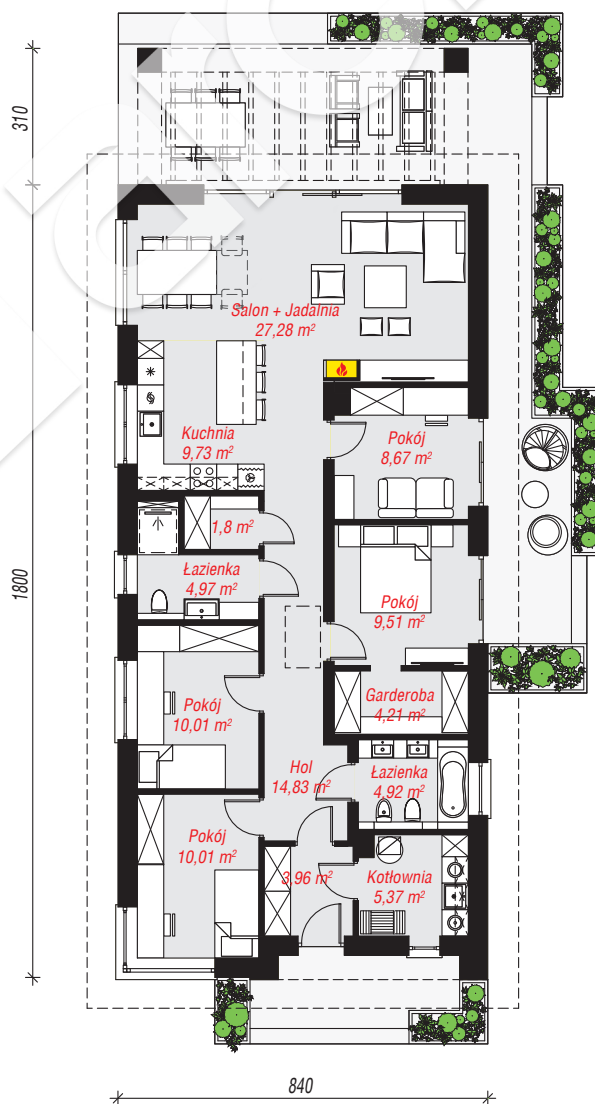 310
Salon + Jadalnia
27,28 m²
Kuchnia
9,73 m²
Pokój
8,67 m²
1,8 m²
1800
Łazienka
4,97 m²
Pokój
9,51 m²
Pokój
10,01 m²
Garderoba
4,21 m²
Hol
14,83 m²
Łazienka
4,92 m²
Pokój
10,01 m²
3,96 m²
Kotłownia
5,37 m²
840